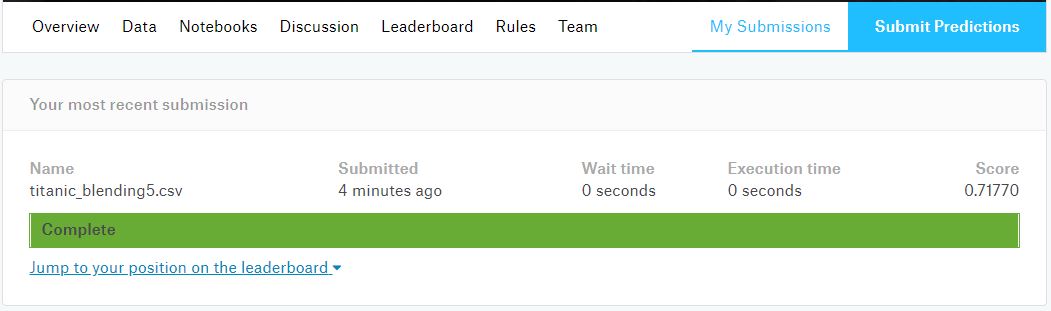 Overview Data Notebooks Discussion Leaderboard Rules Team My Submissions Submit Predictions
Your most recent submission
Name Submitted Wait time Execution time Score
titanic_blending5.csv 4 minutes ago 0 seconds 0 seconds 0.71770
Complete
Jump to your position on the leaderboard